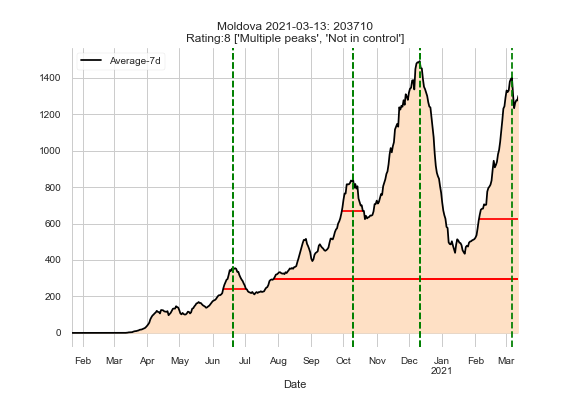 Moldova 2021-03-13: 203710
Rating:8 ['Multiple peaks', 'Not in control']
Average-7d
1400
1200
1000
800
600
400
200
0
Feb Mar Apr May Jun Jul Aug Sep Oct Nov Dec Jan Feb Mar
2021
Date